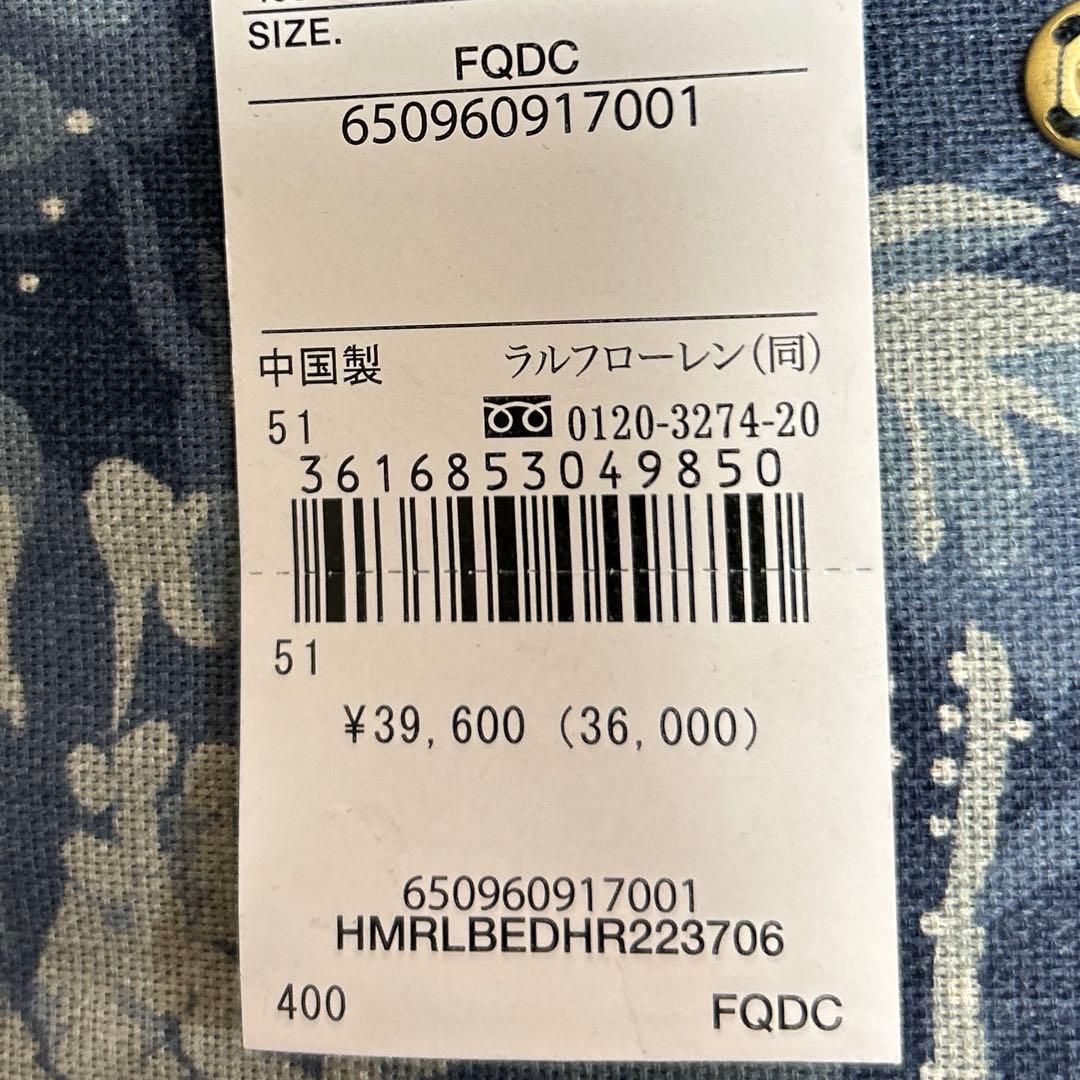 SIZE.
FQDC
650960917001
中国製 ラルフローレン(同)
51 0120-3274-20
3616853049850
51
¥39,600 (36,000)
650960917001
HMRLBEDHR223706
400 FQDC